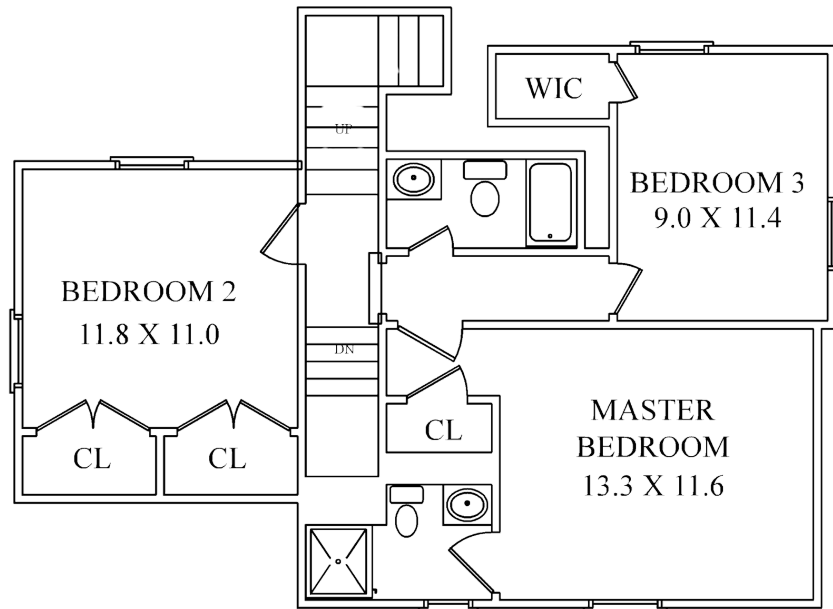 WIC
UP
BEDROOM 3
9.0 X 11.4
BEDROOM 2
11.8 X 11.0
DN
CL
CL
CL
MASTER
BEDROOM
13.3 X 11.6